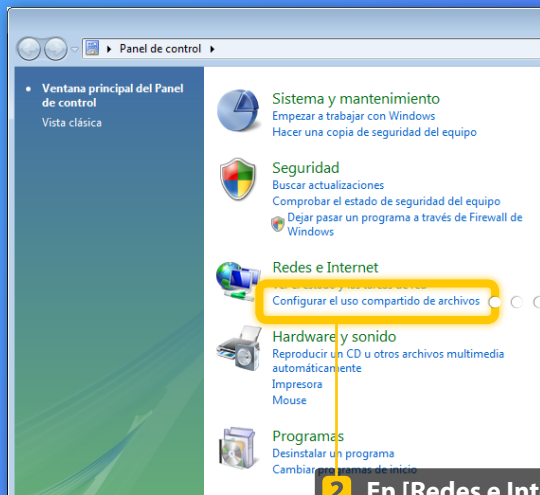 Panel de control
Ventana principal del Panel
de control
Vista clásica
Sistema y mantenimiento
Empezar a trabajar con Windows
Hacer una copia de seguridad del equipo
Seguridad
Buscar actualizaciones
Comprobar el estado de seguridad del equipo
Dejar pasar un programa a través de Firewall de
Windows
Redes e Internet
Configurar el uso compartido de archivos
Hardware y sonido
Reproducir un CD u otros archivos multimedia
automáticamente
Impresora
Mouse
Programas
Desinstalar un programa
Cambiar programas de inicio
2 En [Redes e Int